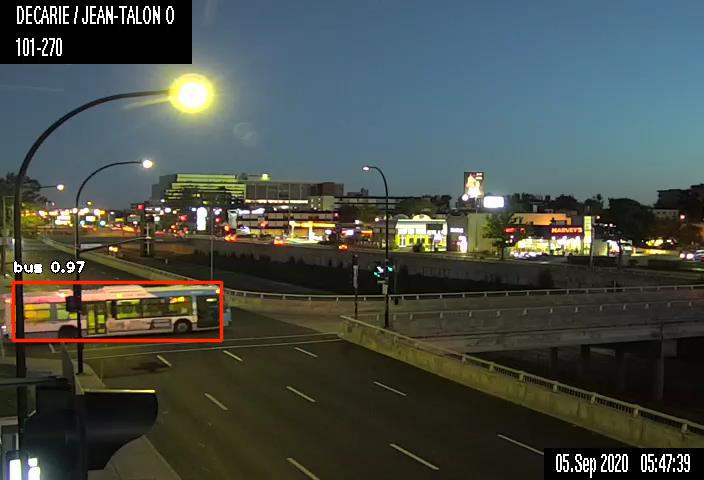 DECARIE / JEAN-TALON O
101-270
bus 0.97
HARVEY'S
05.Sep 2020 05:47:39